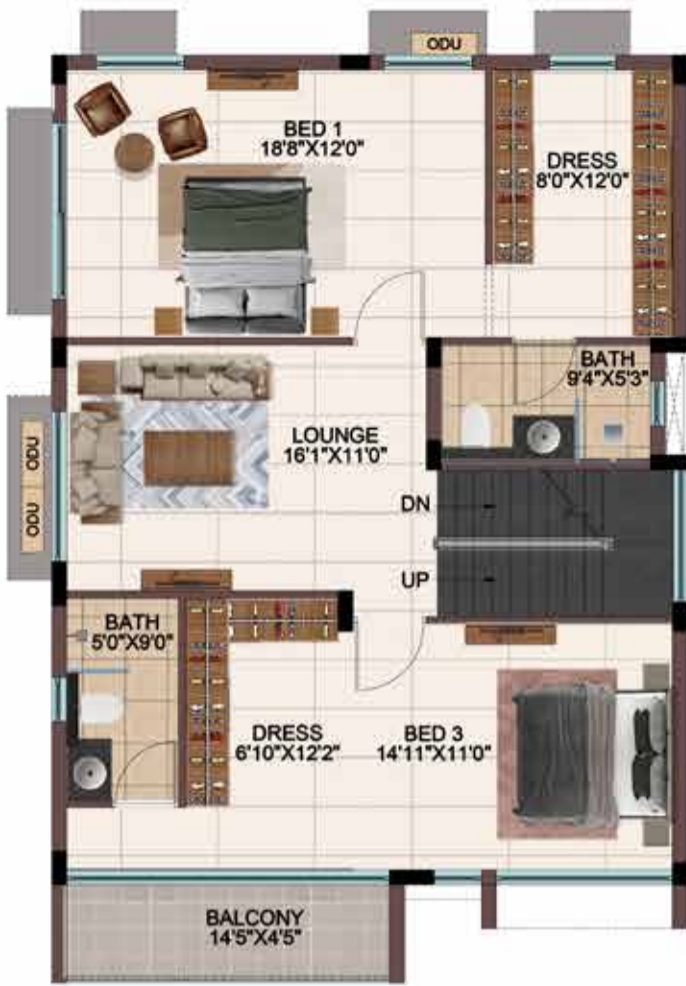 ODU
BED 1
18'8"X12'0"
DRESS
8'0"X12'0"
BATH
9'4"X5'3"
LOUNGE
16'1"X11'0"
ODU
ODU
DN
UP
BATH
5'0"X9'0"
DRESS
6'10"X12'2"
BED 3
14'11"X11'0"
BALCONY
14'5"X4'5"